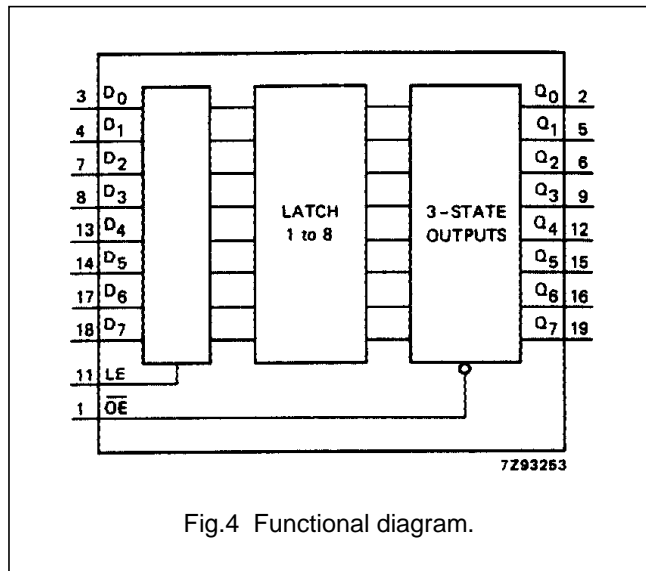 3 D0 Q0 2
4 D1 Q1 5
7 D2 Q2 6
8 D3 Q3 9
LATCH 3-STATE
1 to 8 OUTPUTS
13 D4 Q4 12
14 D5 Q5 15
17 D6 Q6 16
18 D7 Q7 19
11 LE
1 O̅E̅
7Z93253
Fig.4 Functional diagram.